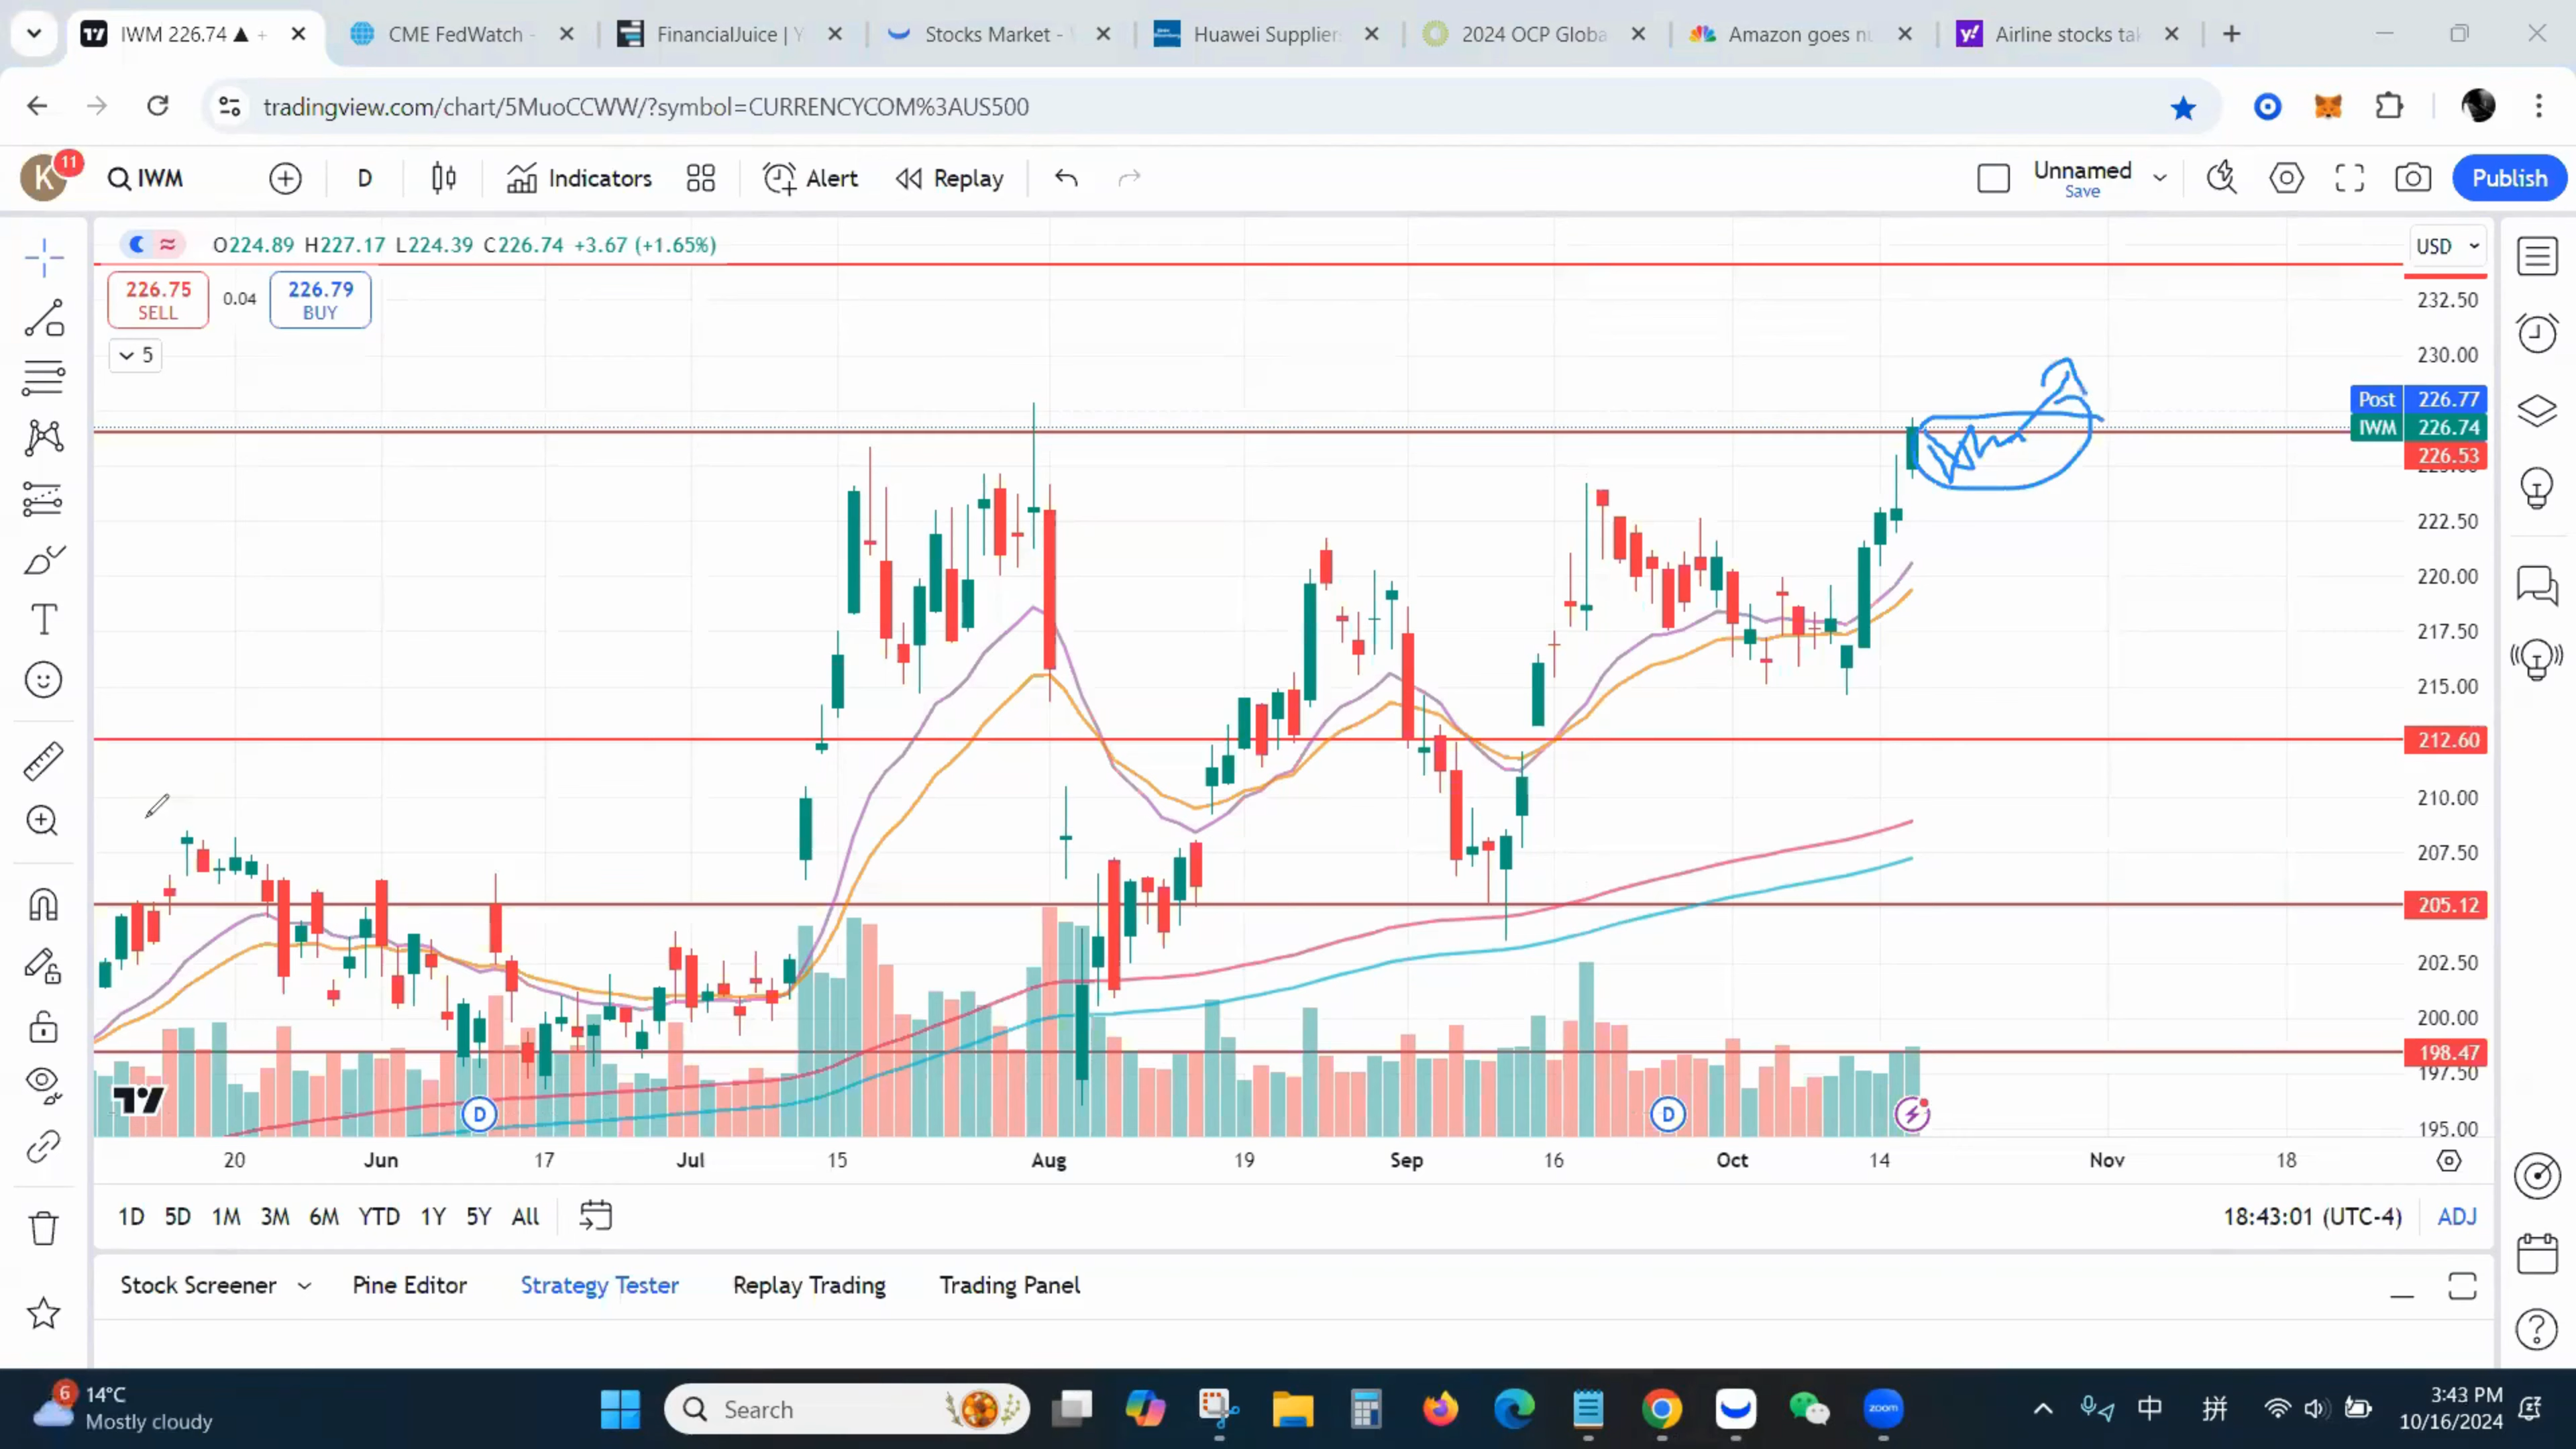 IWM 226.74 ▲ +
CME FedWatch -
FinancialJuice | Y
Stocks Market -
Huawei Supplier
2024 OCP Globa
Amazon goes nu
Airline stocks tak
tradingview.com/chart/5MuoCCWW/?symbol=CURRENCYCOM%3AUS500
K 11
IWM
D
Indicators
Alert
Replay
Unnamed
Save
Publish
O224.89 H227.17 L224.39 C226.74 +3.67 (+1.65%)
USD
226.75
SELL
0.04
226.79
BUY
5
232.50
230.00
Post 226.77
IWM 226.74
226.53
222.50
220.00
217.50
215.00
212.60
210.00
207.50
205.12
202.50
200.00
198.47
197.50
195.00
D
D
20 Jun 17 Jul 15 Aug 19 Sep 16 Oct 14 Nov 18
1D 5D 1M 3M 6M YTD 1Y 5Y All
18:43:01 (UTC-4) ADJ
Stock Screener Pine Editor Strategy Tester Replay Trading Trading Panel
6
14°C
Mostly cloudy
Search
zoom
中
拼
3:43 PM
10/16/2024